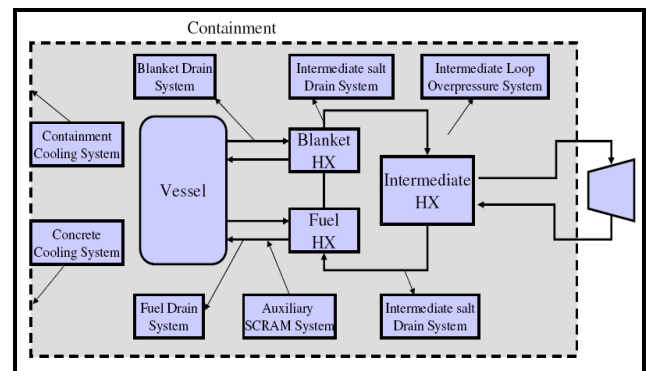 Containment
Blanket Drain
System
Intermediate salt
Drain System
Intermediate Loop
Overpressure System
Containment
Cooling System
Vessel
Blanket
HX
Intermediate
HX
Concrete
Cooling System
Fuel
HX
Fuel Drain
System
Auxiliary
SCRAM System
Intermediate salt
Drain System